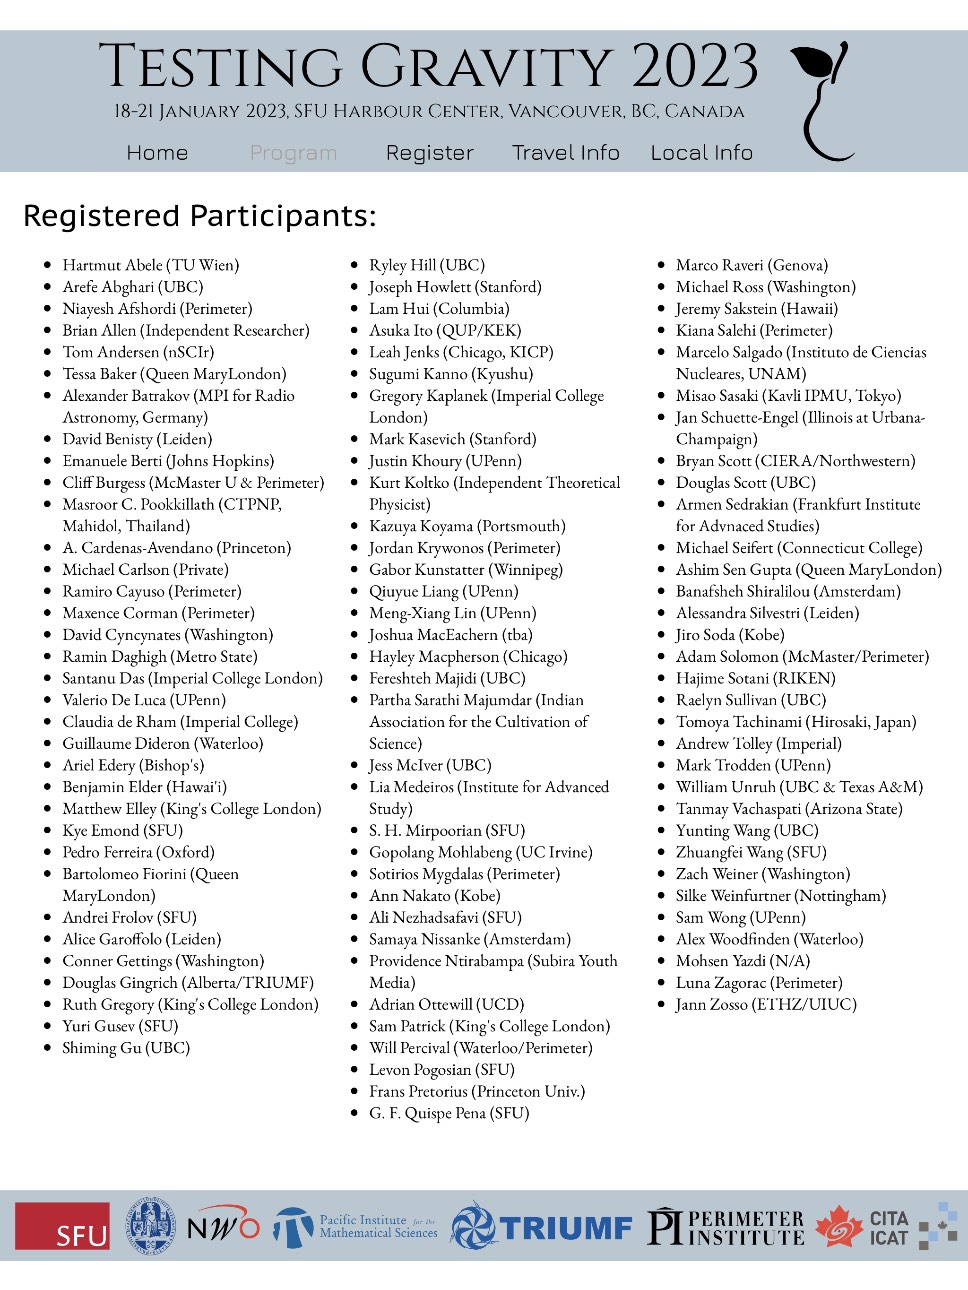 Testing Gravity 2023
18-21 January 2023, SFU Harbour Center, Vancouver, BC, Canada
Home Program Register Travel Info Local Info
Registered Participants:
Hartmut Abele (TU Wien)
Arefe Abghari (UBC)
Niayesh Afshordi (Perimeter)
Brian Allen (Independent Researcher)
Tom Andersen (nSCIr)
Tessa Baker (Queen MaryLondon)
Alexander Batrakov (MPI for Radio
Astronomy, Germany)
David Benisty (Leiden)
Emanuele Berti (Johns Hopkins)
Cliff Burgess (McMaster U & Perimeter)
Masroor C. Pookkillath (CTPNP,
Mahidol, Thailand)
A. Cardenas-Avendano (Princeton)
Michael Carlson (Private)
Ramiro Cayuso (Perimeter)
Maxence Corman (Perimeter)
David Cyncynates (Washington)
Ramin Daghigh (Metro State)
Santanu Das (Imperial College London)
Valerio De Luca (UPenn)
Claudia de Rham (Imperial College)
Guillaume Dideron (Waterloo)
Ariel Edery (Bishop's)
Benjamin Elder (Hawai'i)
Matthew Elley (King's College London)
Kye Emond (SFU)
Pedro Ferreira (Oxford)
Bartolomeo Fiorini (Queen
MaryLondon)
Andrei Frolov (SFU)
Alice Garoffolo (Leiden)
Conner Gettings (Washington)
Douglas Gingrich (Alberta/TRIUMF)
Ruth Gregory (King's College London)
Yuri Gusev (SFU)
Shiming Gu (UBC)
Ryley Hill (UBC)
Joseph Howlett (Stanford)
Lam Hui (Columbia)
Asuka Ito (QUP/KEK)
Leah Jenks (Chicago, KICP)
Sugumi Kanno (Kyushu)
Gregory Kaplanek (Imperial College
London)
Mark Kasevich (Stanford)
Justin Khoury (UPenn)
Kurt Koltko (Independent Theoretical
Physicist)
Kazuya Koyama (Portsmouth)
Jordan Krywonos (Perimeter)
Gabor Kunstatter (Winnipeg)
Qiuyue Liang (UPenn)
Meng-Xiang Lin (UPenn)
Joshua MacEachern (tba)
Hayley Macpherson (Chicago)
Fereshteh Majidi (UBC)
Partha Sarathi Majumdar (Indian
Association for the Cultivation of
Science)
Jess McIver (UBC)
Lia Medeiros (Institute for Advanced
Study)
S. H. Mirpoorian (SFU)
Gopolang Mohlabeng (UC Irvine)
Sotirios Mygdalas (Perimeter)
Ann Nakato (Kobe)
Ali Nezhadsafavi (SFU)
Samaya Nissanke (Amsterdam)
Providence Ntirabampa (Subira Youth
Media)
Adrian Ottewill (UCD)
Sam Patrick (King's College London)
Will Percival (Waterloo/Perimeter)
Levon Pogosian (SFU)
Frans Pretorius (Princeton Univ.)
G. F. Quispe Pena (SFU)
Marco Raveri (Genova)
Michael Ross (Washington)
Jeremy Sakstein (Hawaii)
Kiana Salehi (Perimeter)
Marcelo Salgado (Instituto de Ciencias
Nucleares, UNAM)
Misao Sasaki (Kavli IPMU, Tokyo)
Jan Schuette-Engel (Illinois at Urbana-
Champaign)
Bryan Scott (CIERA/Northwestern)
Douglas Scott (UBC)
Armen Sedrakian (Frankfurt Institute
for Advnaced Studies)
Michael Seifert (Connecticut College)
Ashim Sen Gupta (Queen MaryLondon)
Banafsheh Shiralilou (Amsterdam)
Alessandra Silvestri (Leiden)
Jiro Soda (Kobe)
Adam Solomon (McMaster/Perimeter)
Hajime Sotani (RIKEN)
Raelyn Sullivan (UBC)
Tomoya Tachinami (Hirosaki, Japan)
Andrew Tolley (Imperial)
Mark Trodden (UPenn)
William Unruh (UBC & Texas A&M)
Tanmay Vachaspati (Arizona State)
Yunting Wang (UBC)
Zhuangfei Wang (SFU)
Zach Weiner (Washington)
Silke Weinfurtner (Nottingham)
Sam Wong (UPenn)
Alex Woodfinden (Waterloo)
Mohsen Yazdi (N/A)
Luna Zagorac (Perimeter)
Jann Zosso (ETHZ/UIUC)
SFU
NWO
Pacific Institute for the
Mathematical Sciences
TRIUMF
PI PERIMETER
INSTITUTE
CITA
ICAT